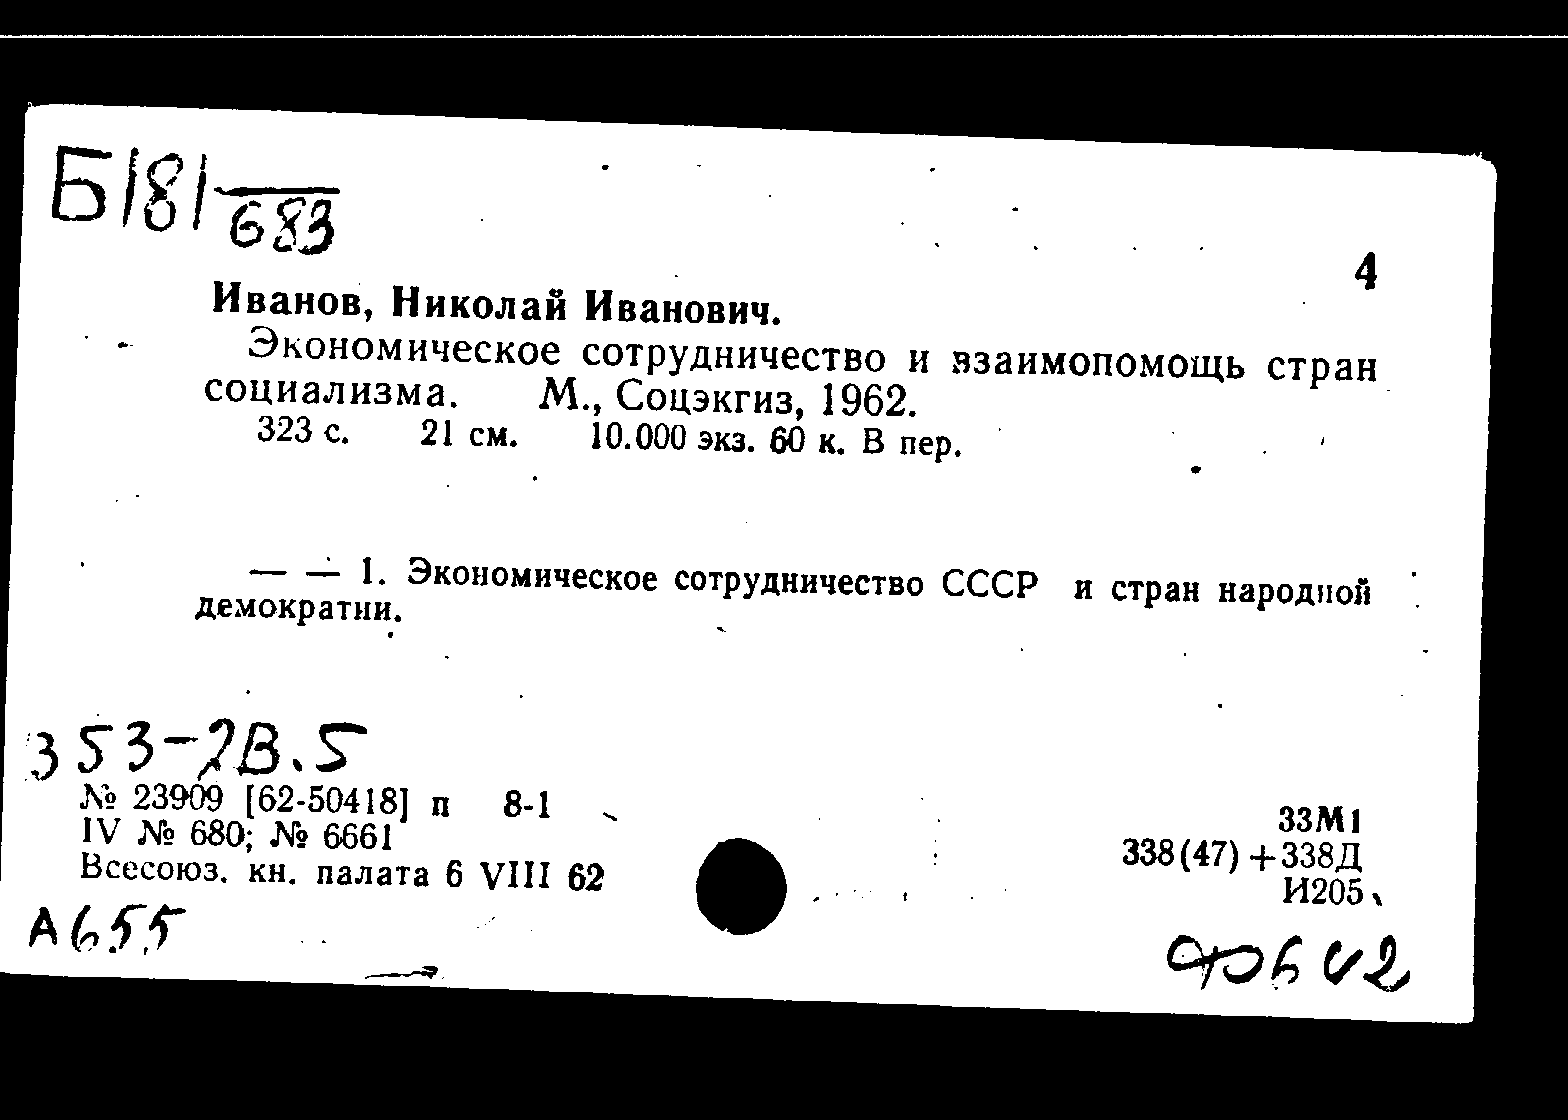 Б181
683
4
Иванов, Николай Иванович.
Экономическое сотрудничество и взаимопомощь стран
социализма. М., Соцэкгиз, 1962.
323 с. 21 см. 10.000 экз. 60 к. В пер.
— — 1. Экономическое сотрудничество СССР и стран народной
демократии.
353-2В.5
№ 23909 [62-50418] п 8-1
IV № 680; № 6661
Всесоюз. кн. палата 6 VIII 62
33М1
338(47)+338Д
И205
А655